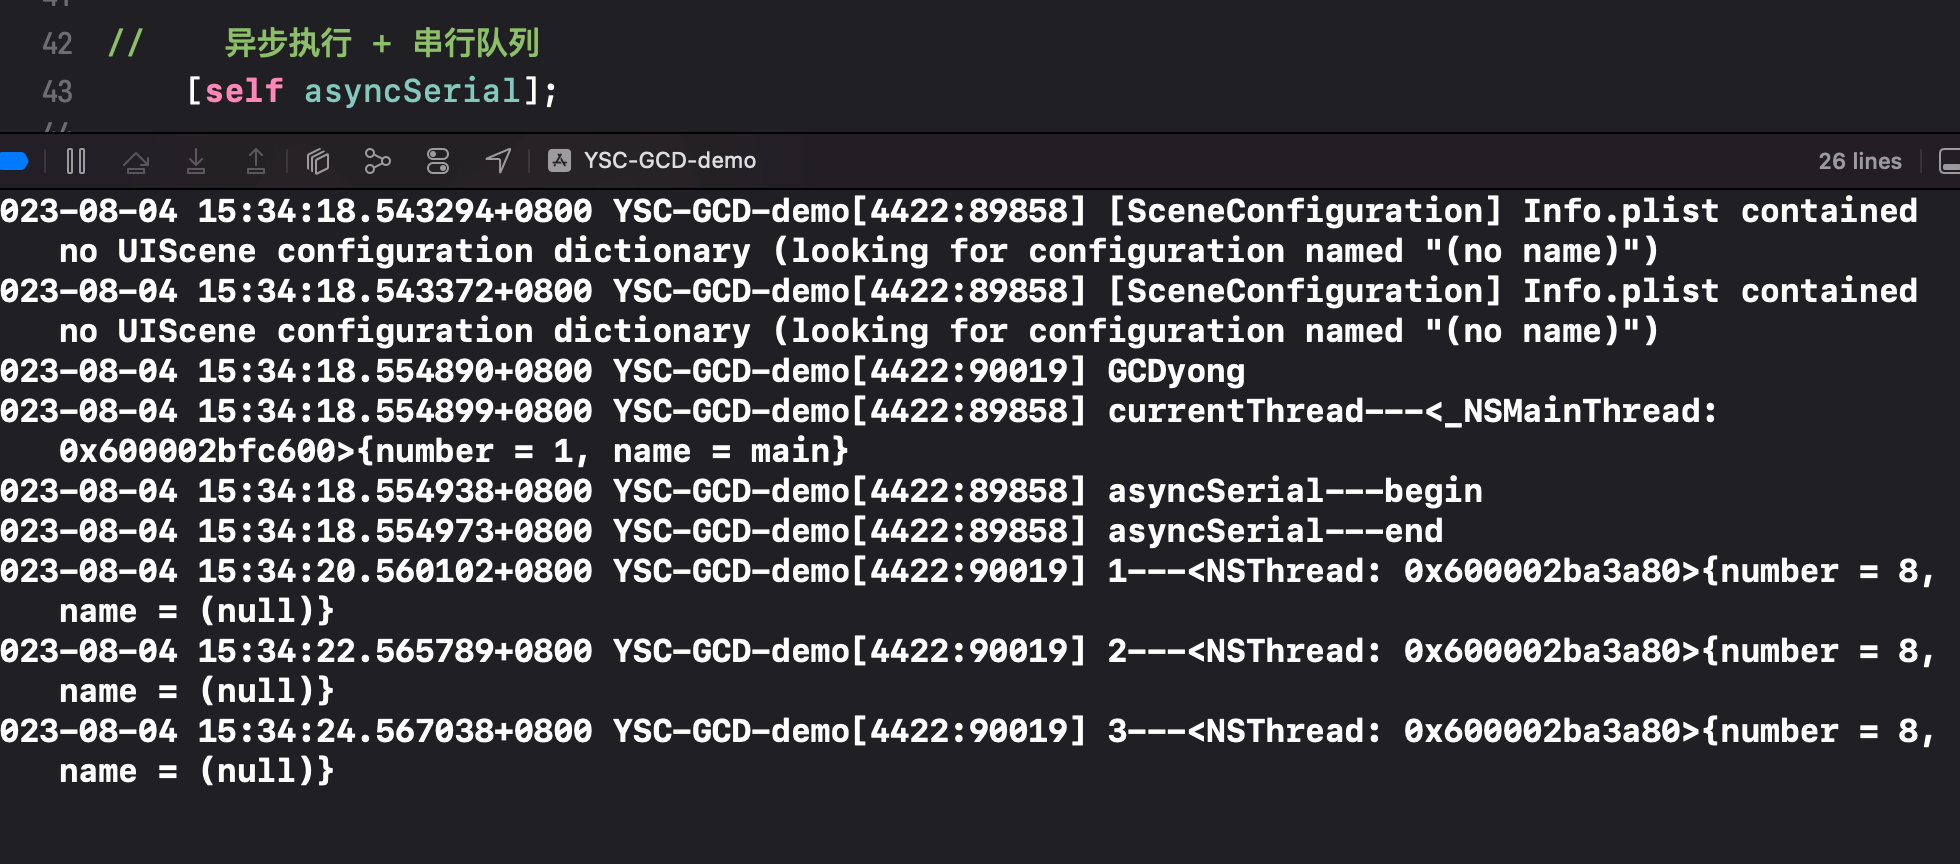 42 // 异步执行 + 串行队列
43 [self asyncSerial];
YSC-GCD-demo
26 lines
023-08-04 15:34:18.543294+0800 YSC-GCD-demo[4422:89858] [SceneConfiguration] Info.plist contained
no UIScene configuration dictionary (looking for configuration named "(no name)")
023-08-04 15:34:18.543372+0800 YSC-GCD-demo[4422:89858] [SceneConfiguration] Info.plist contained
no UIScene configuration dictionary (looking for configuration named "(no name)")
023-08-04 15:34:18.554890+0800 YSC-GCD-demo[4422:90019] GCDyong
023-08-04 15:34:18.554899+0800 YSC-GCD-demo[4422:89858] currentThread---<_NSMainThread:
0x600002bfc600>{number = 1, name = main}
023-08-04 15:34:18.554938+0800 YSC-GCD-demo[4422:89858] asyncSerial---begin
023-08-04 15:34:18.554973+0800 YSC-GCD-demo[4422:89858] asyncSerial---end
023-08-04 15:34:20.560102+0800 YSC-GCD-demo[4422:90019] 1---<NSThread: 0x600002ba3a80>{number = 8,
name = (null)}
023-08-04 15:34:22.565789+0800 YSC-GCD-demo[4422:90019] 2---<NSThread: 0x600002ba3a80>{number = 8,
name = (null)}
023-08-04 15:34:24.567038+0800 YSC-GCD-demo[4422:90019] 3---<NSThread: 0x600002ba3a80>{number = 8,
name = (null)}